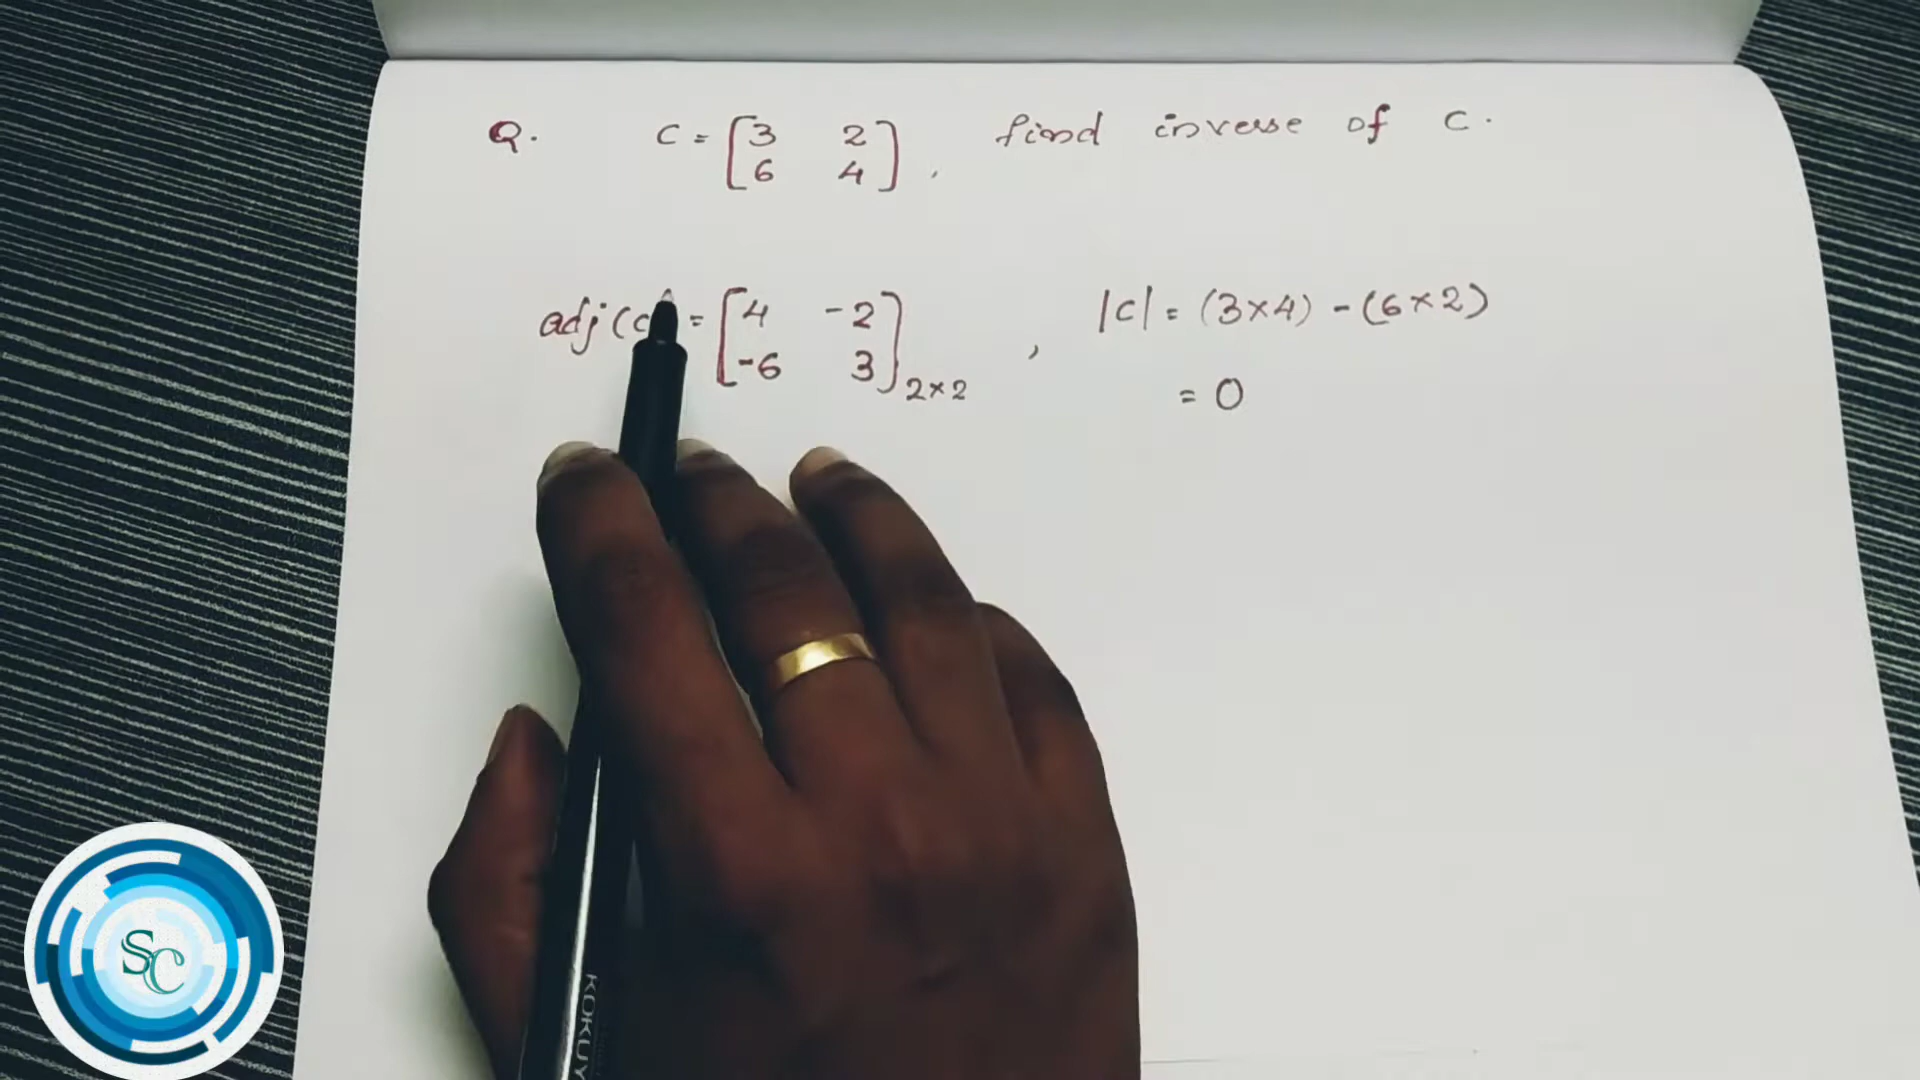 Q. C = [3 2], find inverse of C.
[6 4]
adj(C = [4 -2], |C| = (3×4) - (6×2)
[-6 3]2×2 = 0
SC
KOKUY